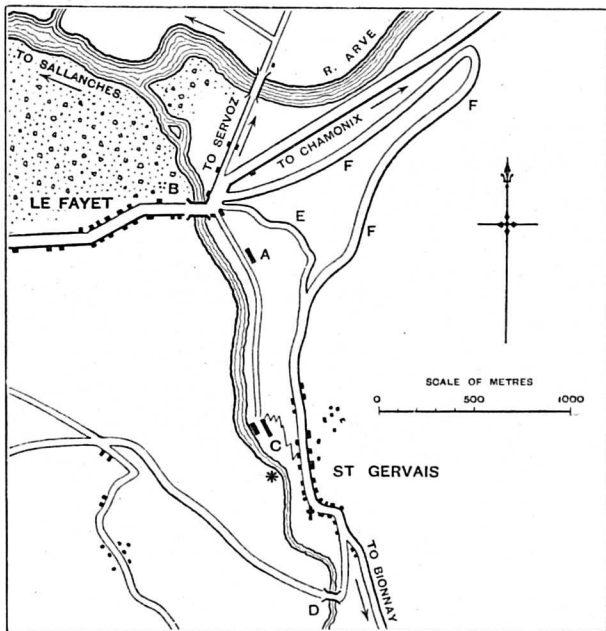 TO SALLANCHES
R. ARVE
TO SERVOZ
TO CHAMONIX
F
F
B
LE FAYET
E
F
A
SCALE OF METRES
0 500 1000
C
ST GERVAIS
TO BIONNAY
D